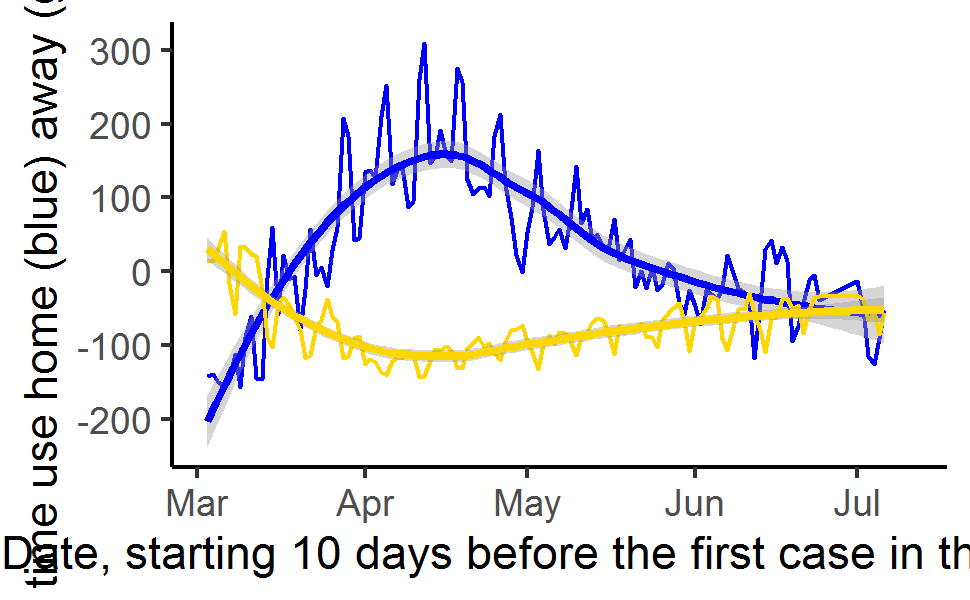 time use home (blue) away (
300
200
100
0
-100
-200
Mar Apr May Jun Jul
Date, starting 10 days before the first case in th